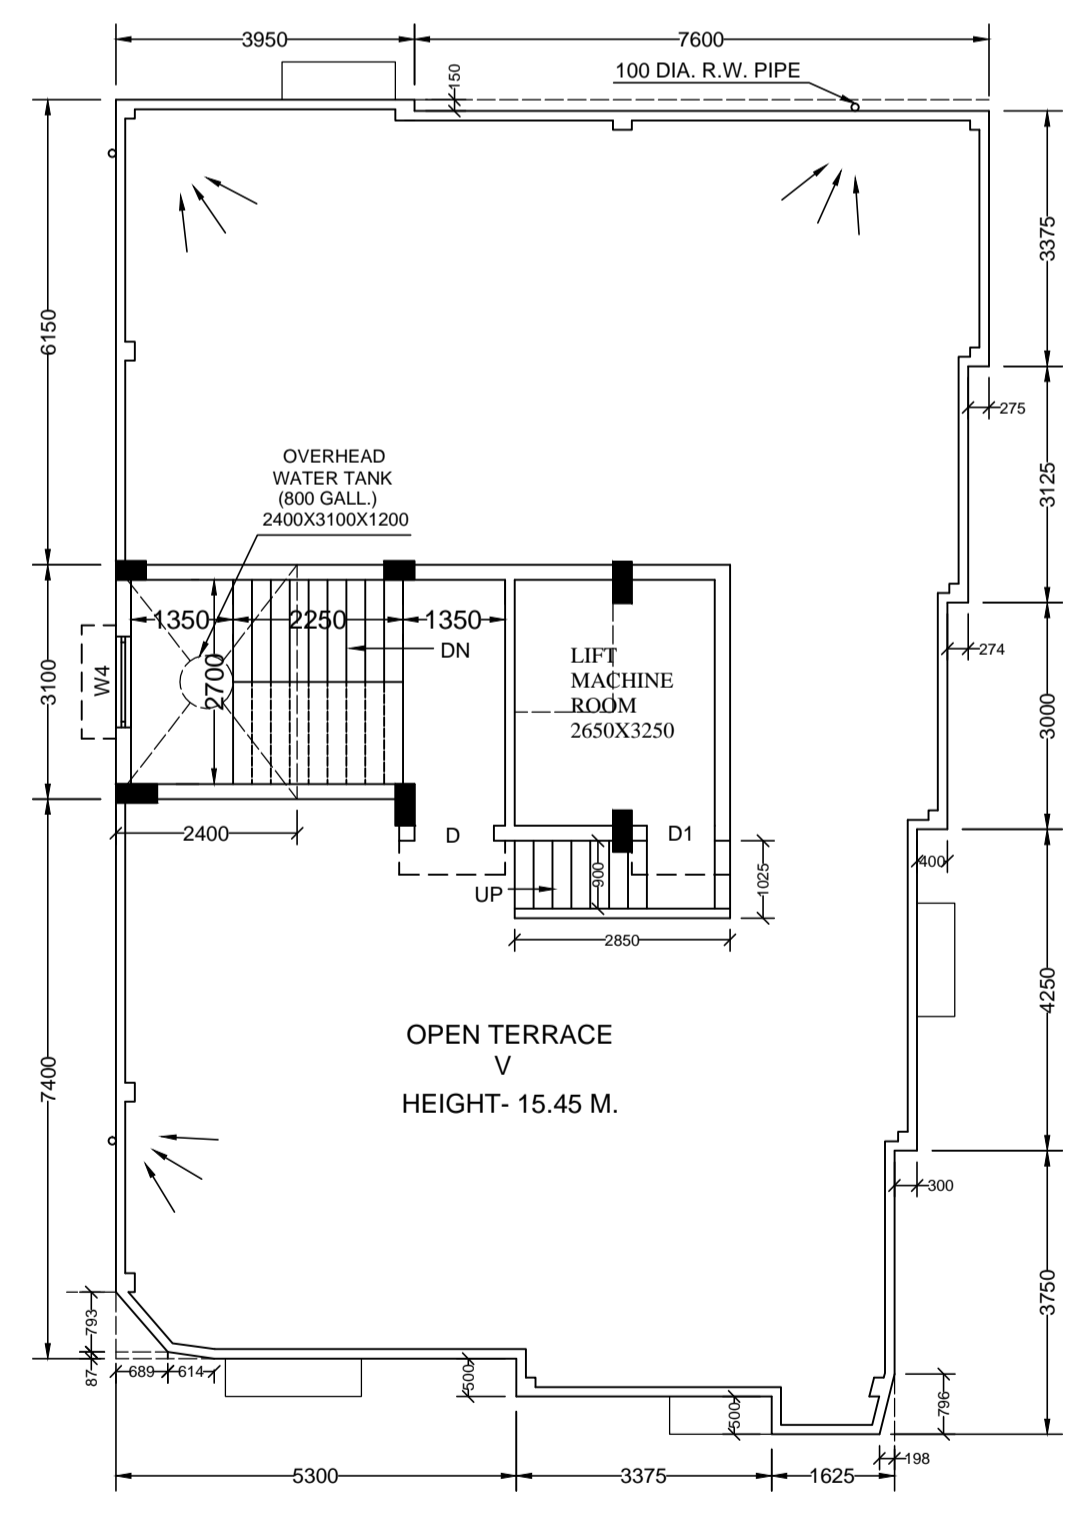 3950
7600
150
100 DIA. R.W. PIPE
3375
6150
275
3125
OVERHEAD
WATER TANK
(800 GALL.)
2400X3100X1200
1350
2250
1350
DN
274
W4
3100
2700
LIFT
MACHINE
ROOM
2650X3250
3000
2400
D
D1
400
900
1025
UP
2850
4250
OPEN TERRACE
V
HEIGHT- 15.45 M.
7400
300
3750
793
87
689
614
500
500
796
198
5300
3375
1625